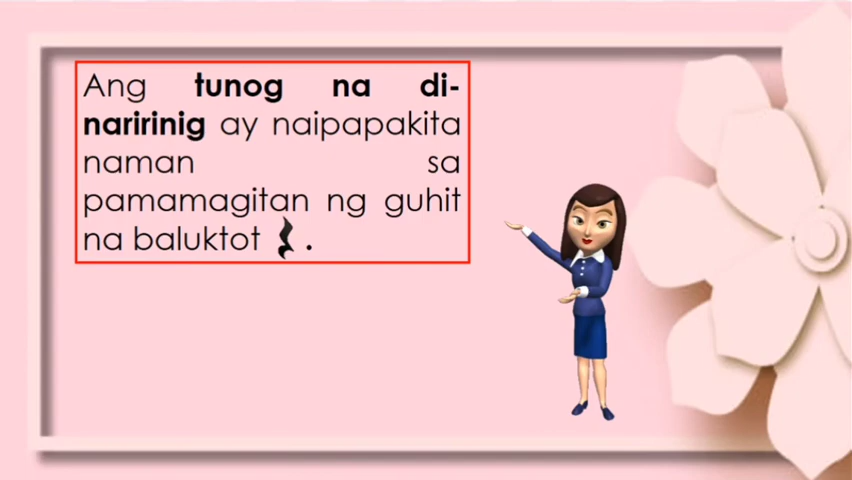 Ang tunog na di-
naririnig ay naipapakita
naman sa
pamamagitan ng guhit
na baluktot 𝄽 .